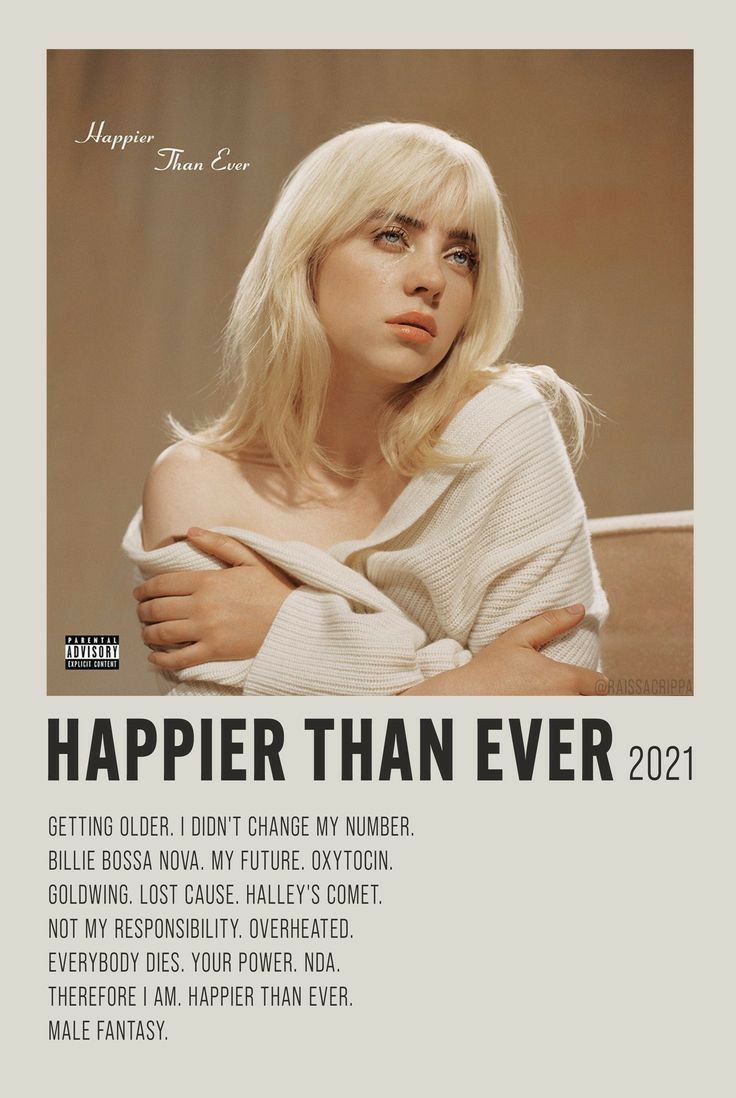 Happier
Than Ever
PARENTAL
ADVISORY
EXPLICIT CONTENT
@RAISSACRIPPA
HAPPIER THAN EVER 2021
GETTING OLDER. I DIDN'T CHANGE MY NUMBER.
BILLIE BOSSA NOVA. MY FUTURE. OXYTOCIN.
GOLDWING. LOST CAUSE. HALLEY'S COMET.
NOT MY RESPONSIBILITY. OVERHEATED.
EVERYBODY DIES. YOUR POWER. NDA.
THEREFORE I AM. HAPPIER THAN EVER.
MALE FANTASY.